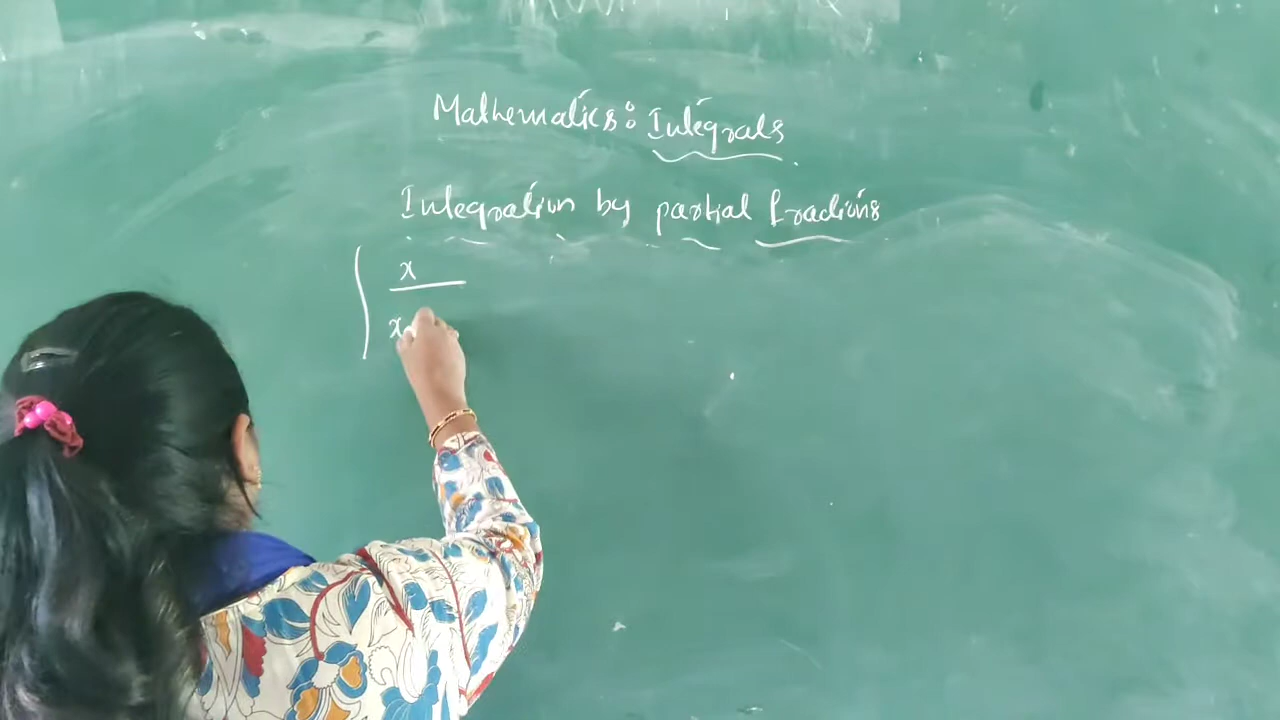 Mathematics: Integrals
Integration by partial fractions
∫ x
x